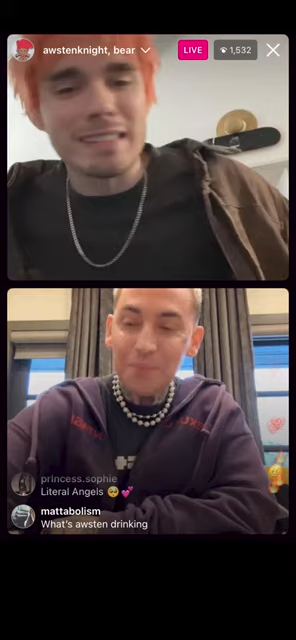 awstenknight, bear
LIVE
1,532
princess.sophie
Literal Angels 🥺💕
mattabolism
What's awsten drinking